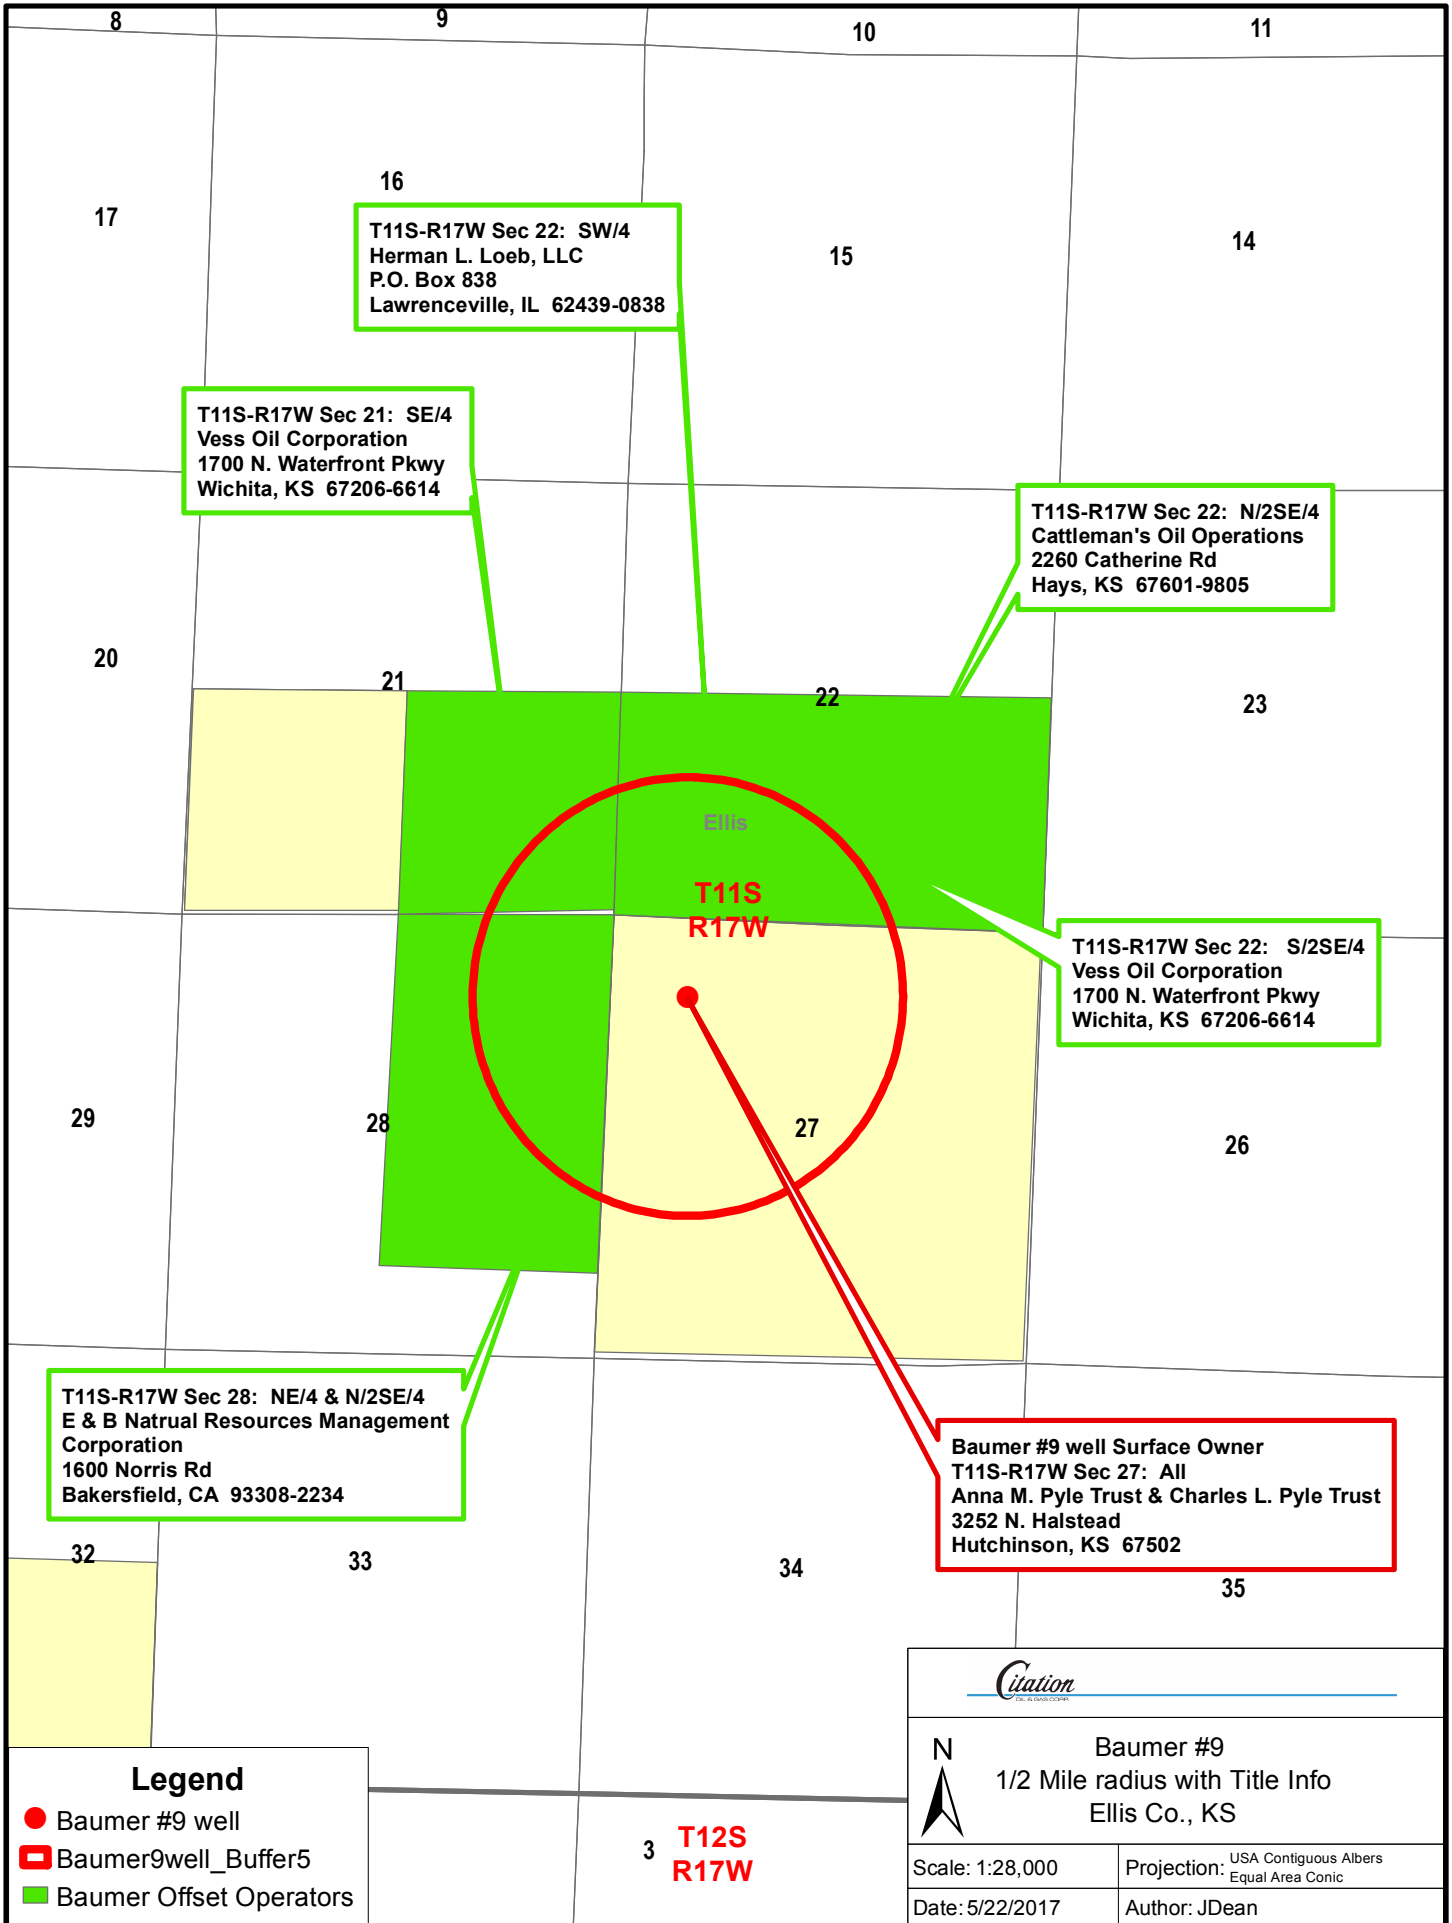 8
9
10
11
17
16
15
14
T11S-R17W Sec 22: SW/4
Herman L. Loeb, LLC
P.O. Box 838
Lawrenceville, IL 62439-0838
T11S-R17W Sec 21: SE/4
Vess Oil Corporation
1700 N. Waterfront Pkwy
Wichita, KS 67206-6614
T11S-R17W Sec 22: N/2SE/4
Cattleman's Oil Operations
2260 Catherine Rd
Hays, KS 67601-9805
20
21
22
23
Ellis
T11S
R17W
T11S-R17W Sec 22: S/2SE/4
Vess Oil Corporation
1700 N. Waterfront Pkwy
Wichita, KS 67206-6614
29
28
27
26
T11S-R17W Sec 28: NE/4 & N/2SE/4
E & B Natrual Resources Management
Corporation
1600 Norris Rd
Bakersfield, CA 93308-2234
Baumer #9 well Surface Owner
T11S-R17W Sec 27: All
Anna M. Pyle Trust & Charles L. Pyle Trust
3252 N. Halstead
Hutchinson, KS 67502
32
33
34
35
Legend
Baumer #9 well
Baumer9well_Buffer5
Baumer Offset Operators
3
T12S
R17W
Citation
OIL & GAS CORP.
N
Baumer #9
1/2 Mile radius with Title Info
Ellis Co., KS
Scale: 1:28,000
Projection: USA Contiguous Albers
Equal Area Conic
Date: 5/22/2017
Author: JDean